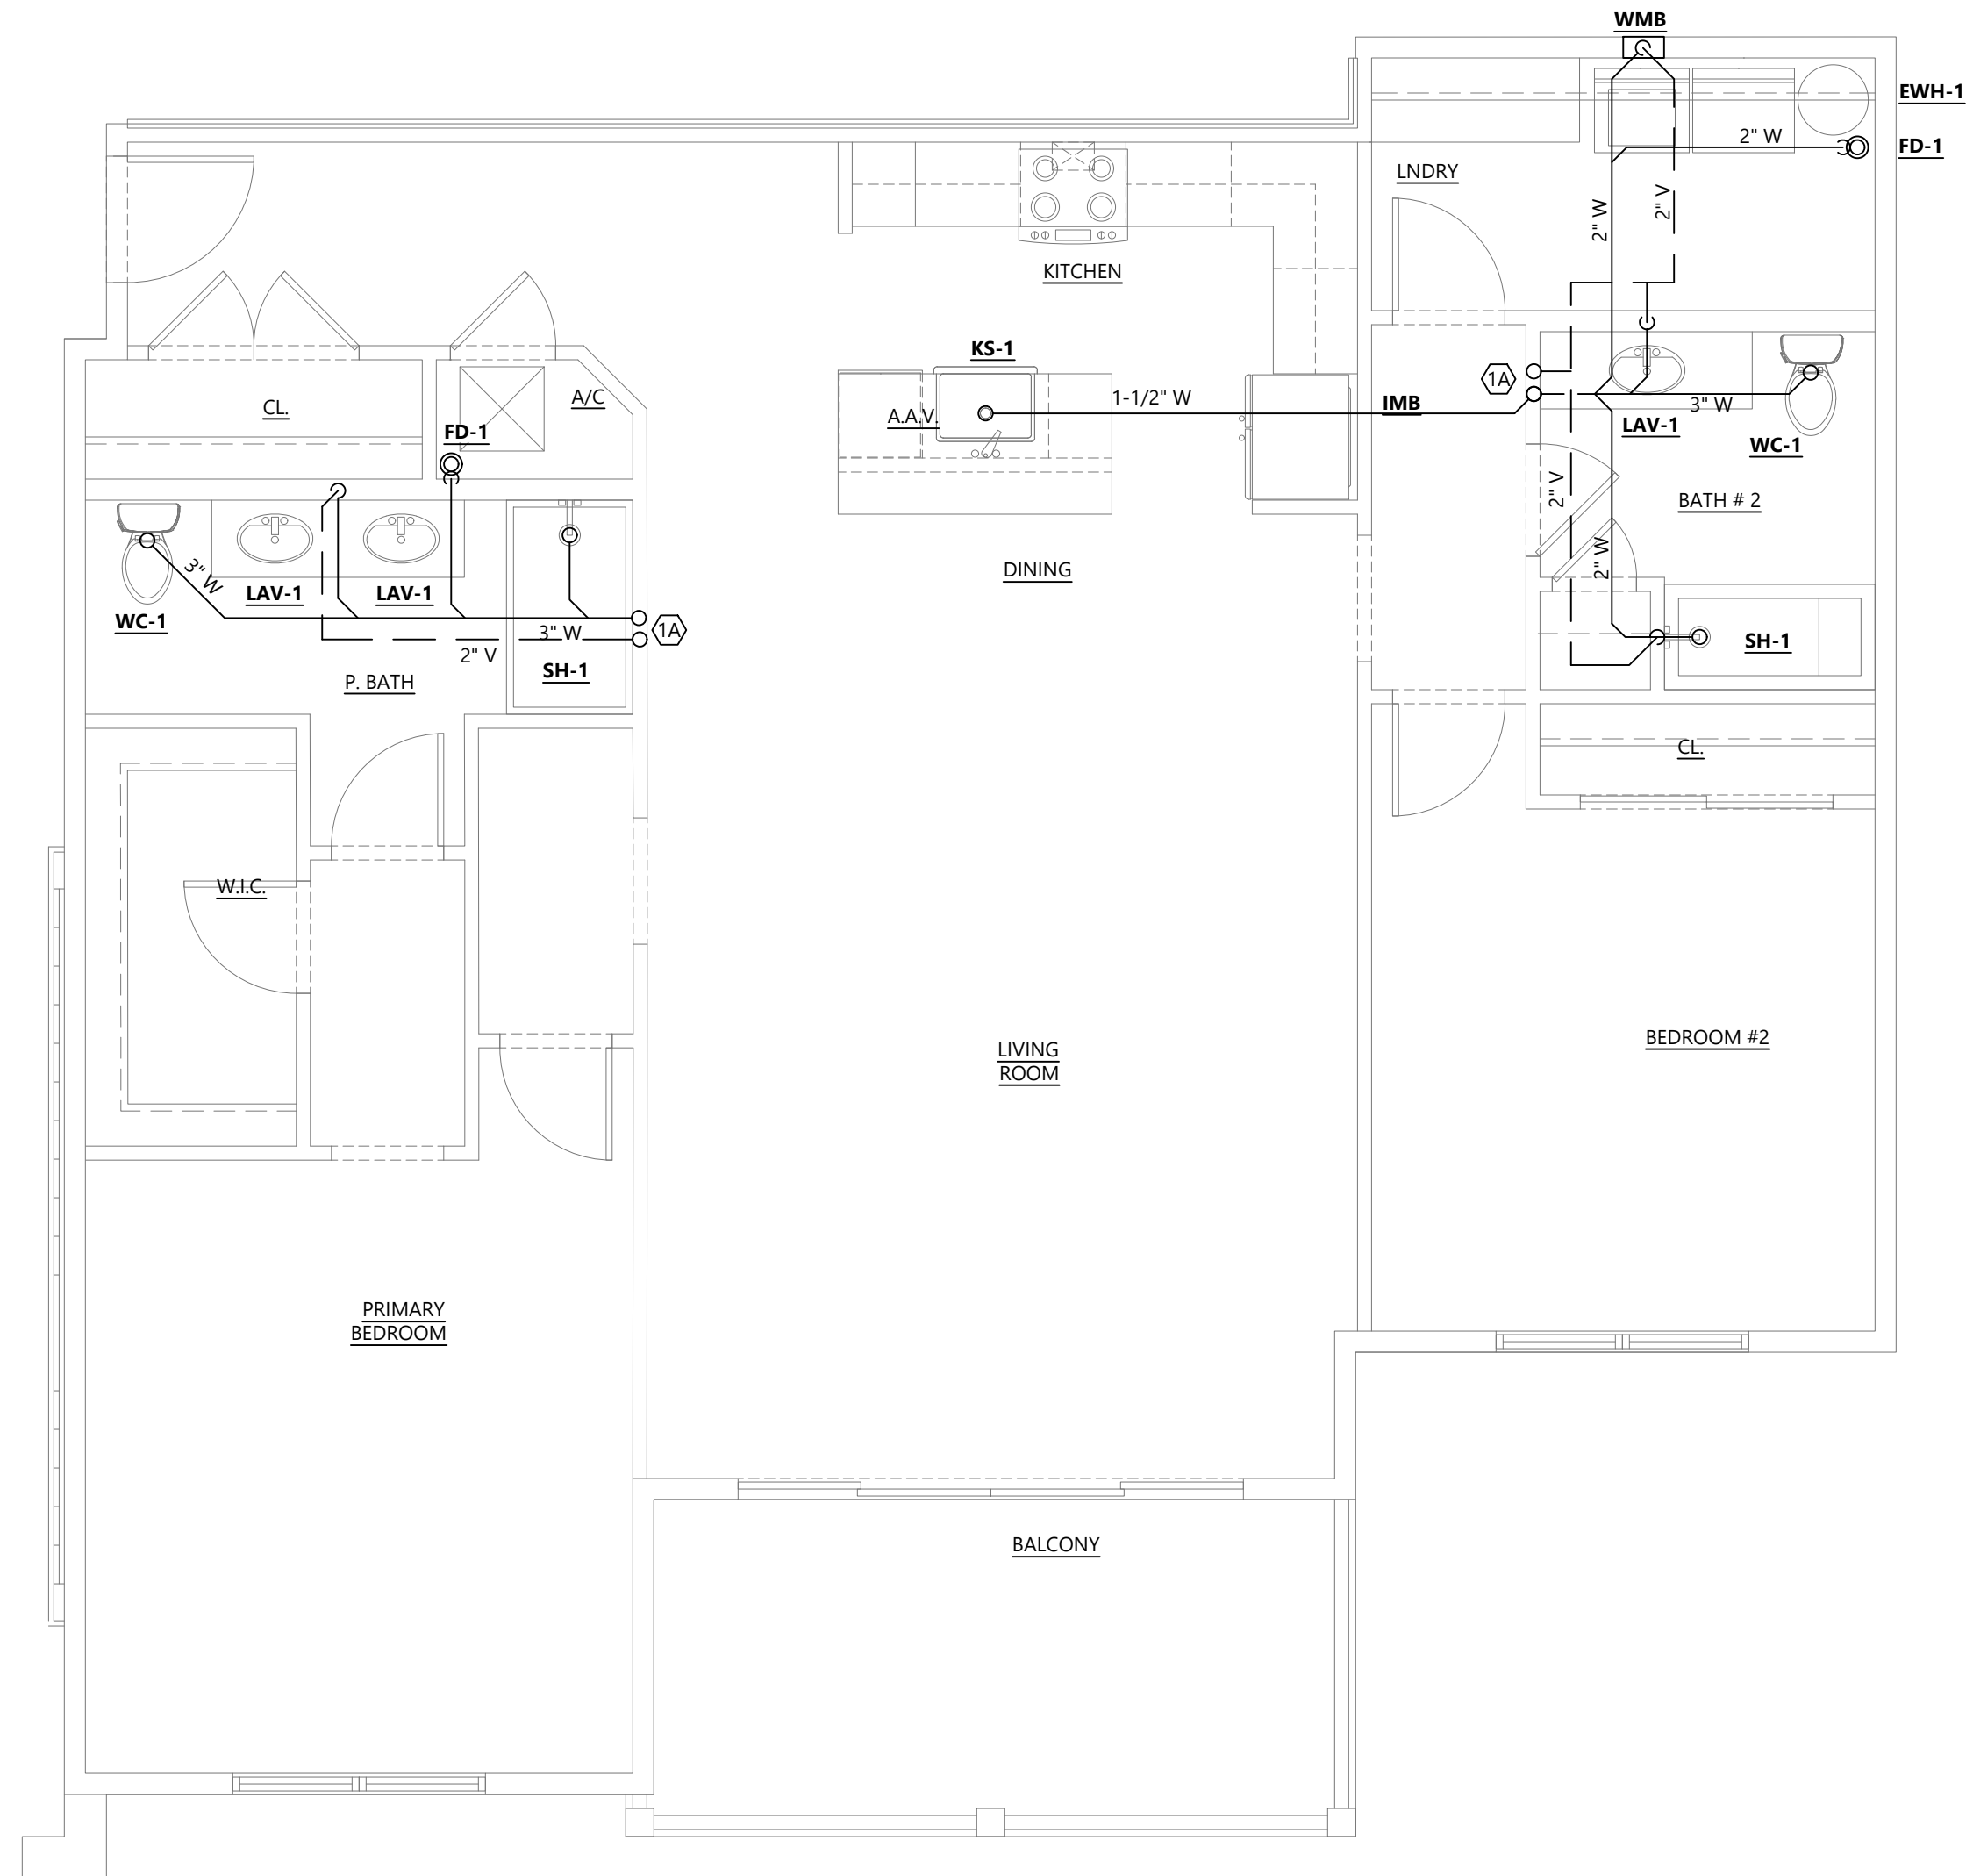 WMB
EWH-1
2" W
FD-1
LNDRY
2" W
2" V
KITCHEN
KS-1
1A
A/C
1-1/2" W
IMB
3" W
CL.
A.A.V.
LAV-1
FD-1
WC-1
2" V
BATH # 2
2" W
DINING
3" W
LAV-1
LAV-1
WC-1
3" W
1A
2" V
SH-1
SH-1
P. BATH
CL.
W.I.C.
BEDROOM #2
LIVING
ROOM
PRIMARY
BEDROOM
BALCONY